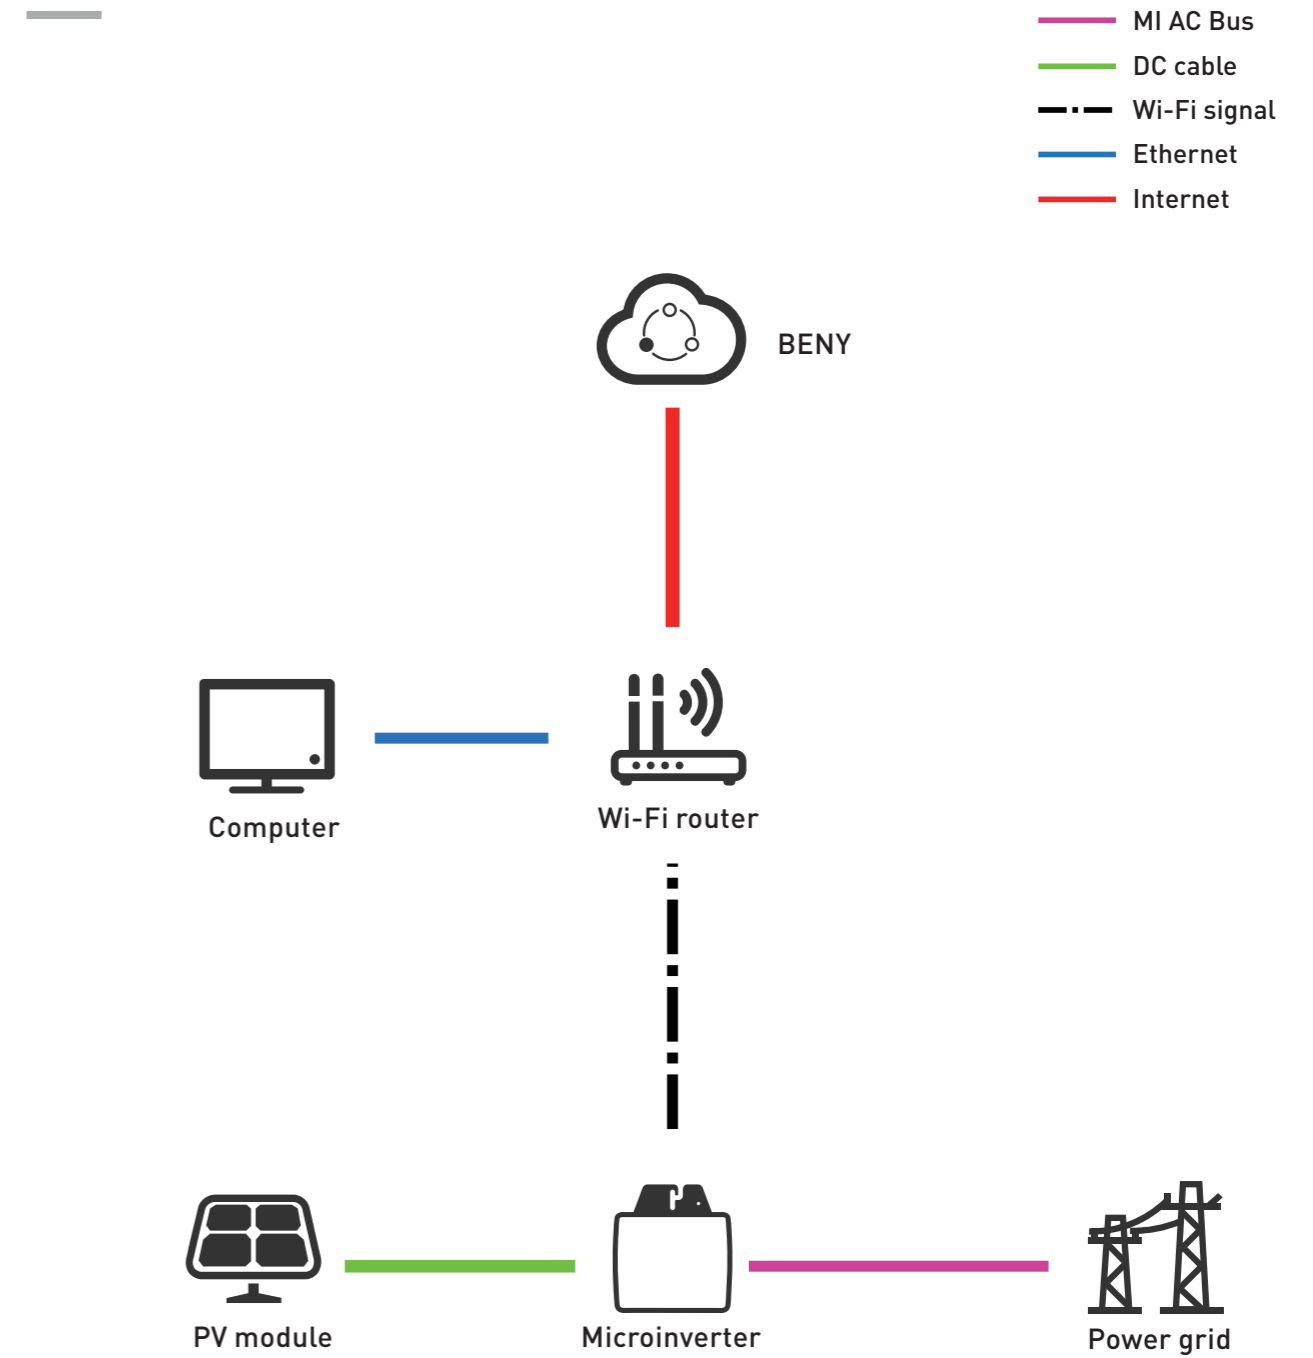 MI AC Bus
DC cable
Wi-Fi signal
Ethernet
Internet
BENY
Computer
Wi-Fi router
PV module
Microinverter
Power grid